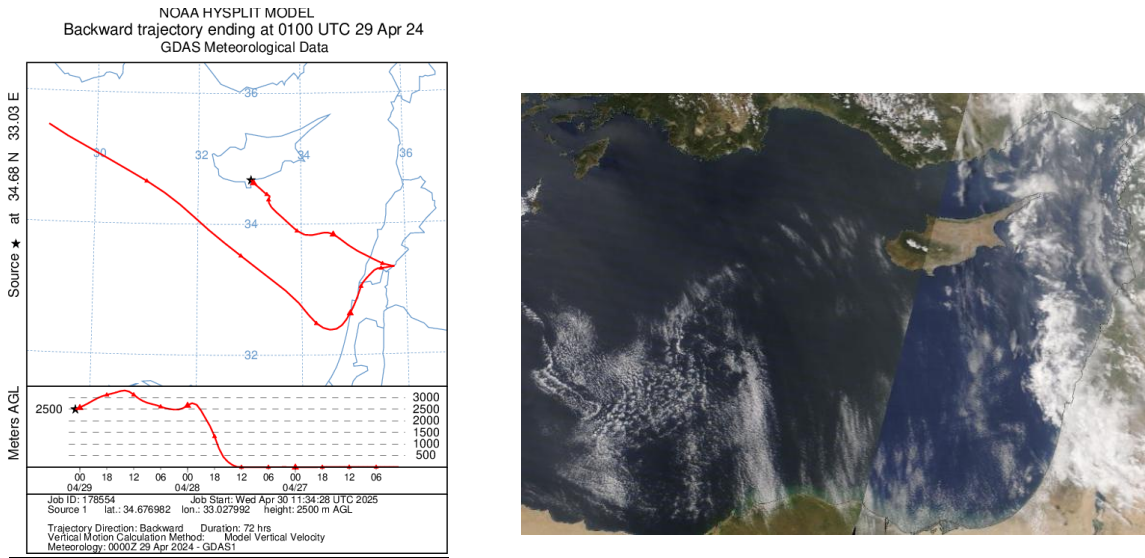 NOAA HYSPLIT MODEL
Backward trajectory ending at 0100 UTC 29 Apr 24
GDAS Meteorological Data
Source ★ at 34.68 N 33.03 E
36
30
32
34
36
34
32
Meters AGL
2500
3000
2500
2000
1500
1000
500
00 18 12 06 00 18 12 06 00 18 12 06
04/29 04/28 04/27
Job ID: 178554 Job Start: Wed Apr 30 11:34:28 UTC 2025
Source 1 lat.: 34.676982 lon.: 33.027992 height: 2500 m AGL
Trajectory Direction: Backward Duration: 72 hrs
Vertical Motion Calculation Method: Model Vertical Velocity
Meteorology: 0000Z 29 Apr 2024 - GDAS1